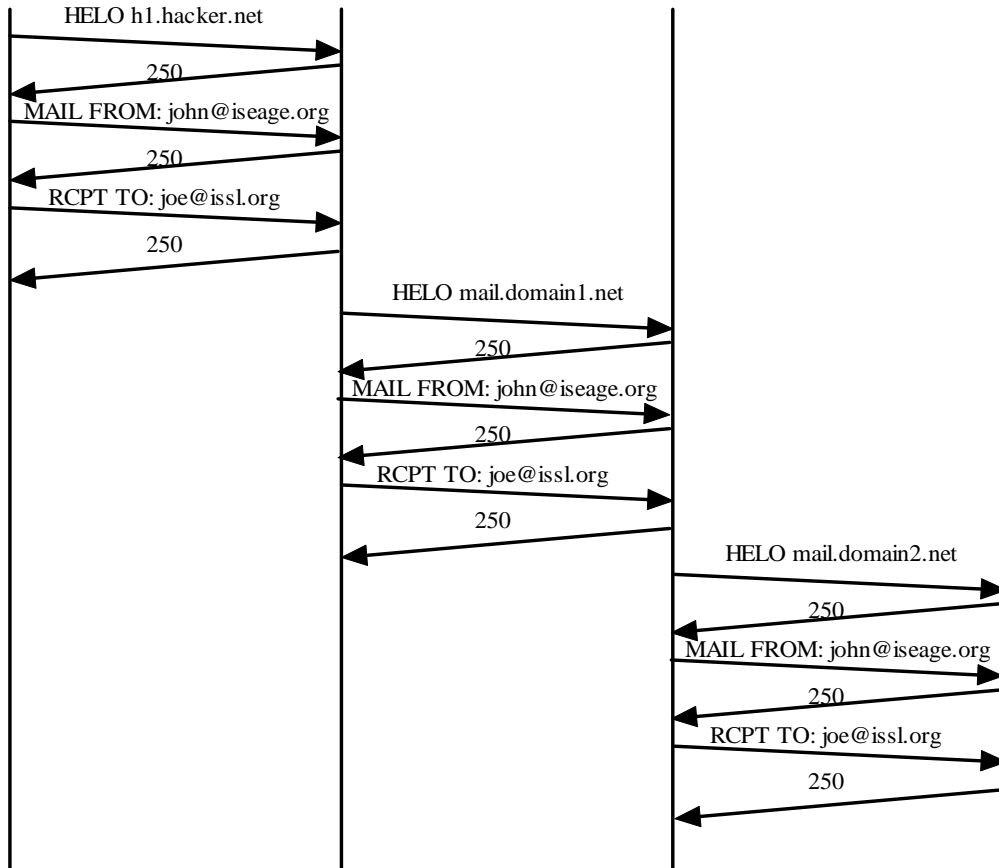 HELO h1.hacker.net
250
MAIL FROM: john@iseage.org
250
RCPT TO: joe@issl.org
250
HELO mail.domain1.net
250
MAIL FROM: john@iseage.org
250
RCPT TO: joe@issl.org
250
HELO mail.domain2.net
250
MAIL FROM: john@iseage.org
250
RCPT TO: joe@issl.org
250